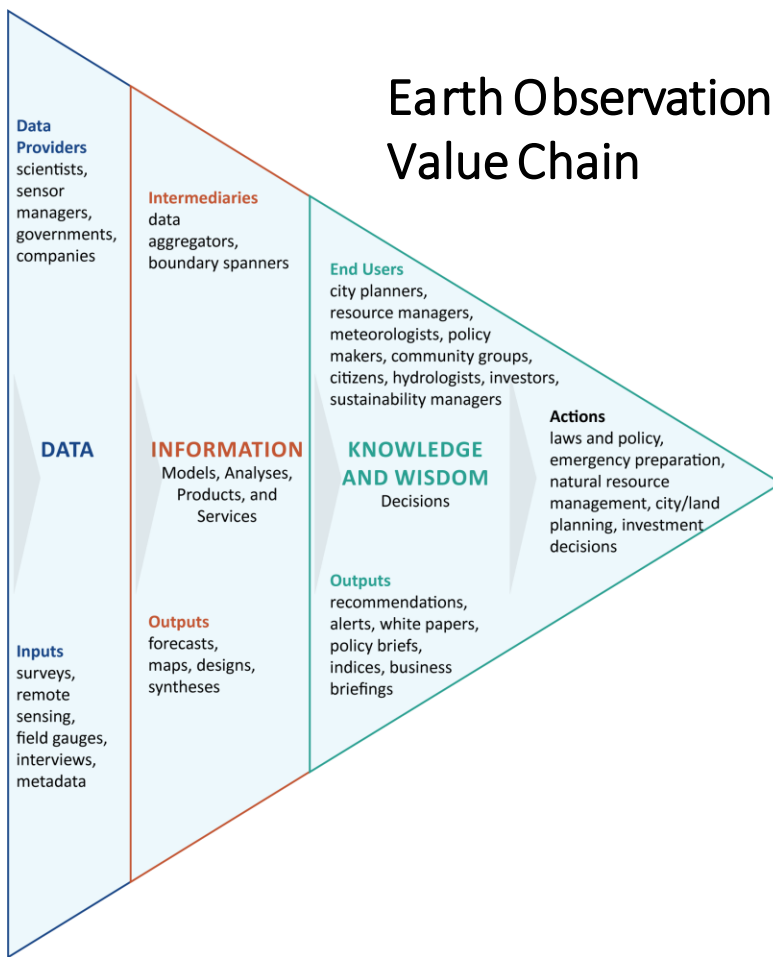 Earth Observation
Value Chain
Data
Providers
scientists,
sensor
managers,
governments,
companies
DATA
Inputs
surveys,
remote
sensing,
field gauges,
interviews,
metadata
Intermediaries
data
aggregators,
boundary spanners
INFORMATION
Models, Analyses,
Products, and
Services
Outputs
forecasts,
maps, designs,
syntheses
End Users
city planners,
resource managers,
meteorologists, policy
makers, community groups,
citizens, hydrologists, investors,
sustainability managers
KNOWLEDGE
AND WISDOM
Decisions
Outputs
recommendations,
alerts, white papers,
policy briefs,
indices, business
briefings
Actions
laws and policy,
emergency preparation,
natural resource
management, city/land
planning, investment
decisions